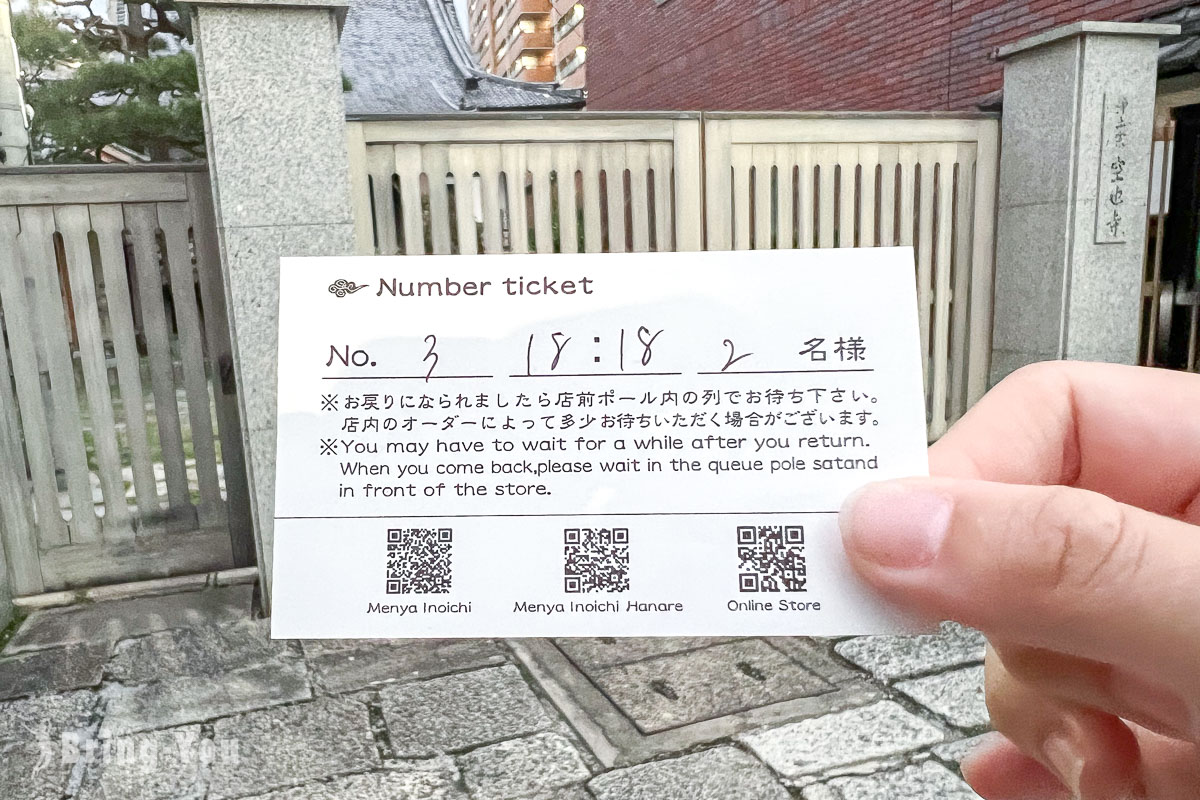 Number ticket
No. 3 18:18 2 名様
※お戻りになられましたら店前ポール内の列でお待ち下さい。
店内のオーダーによって多少お待ちいただく場合がございます。
※You may have to wait for a while after you return.
When you come back,please wait in the queue pole satand
in front of the store.
Menya Inoichi
Menya Inoichi Hanare
Online Store
空也寺
Bring You